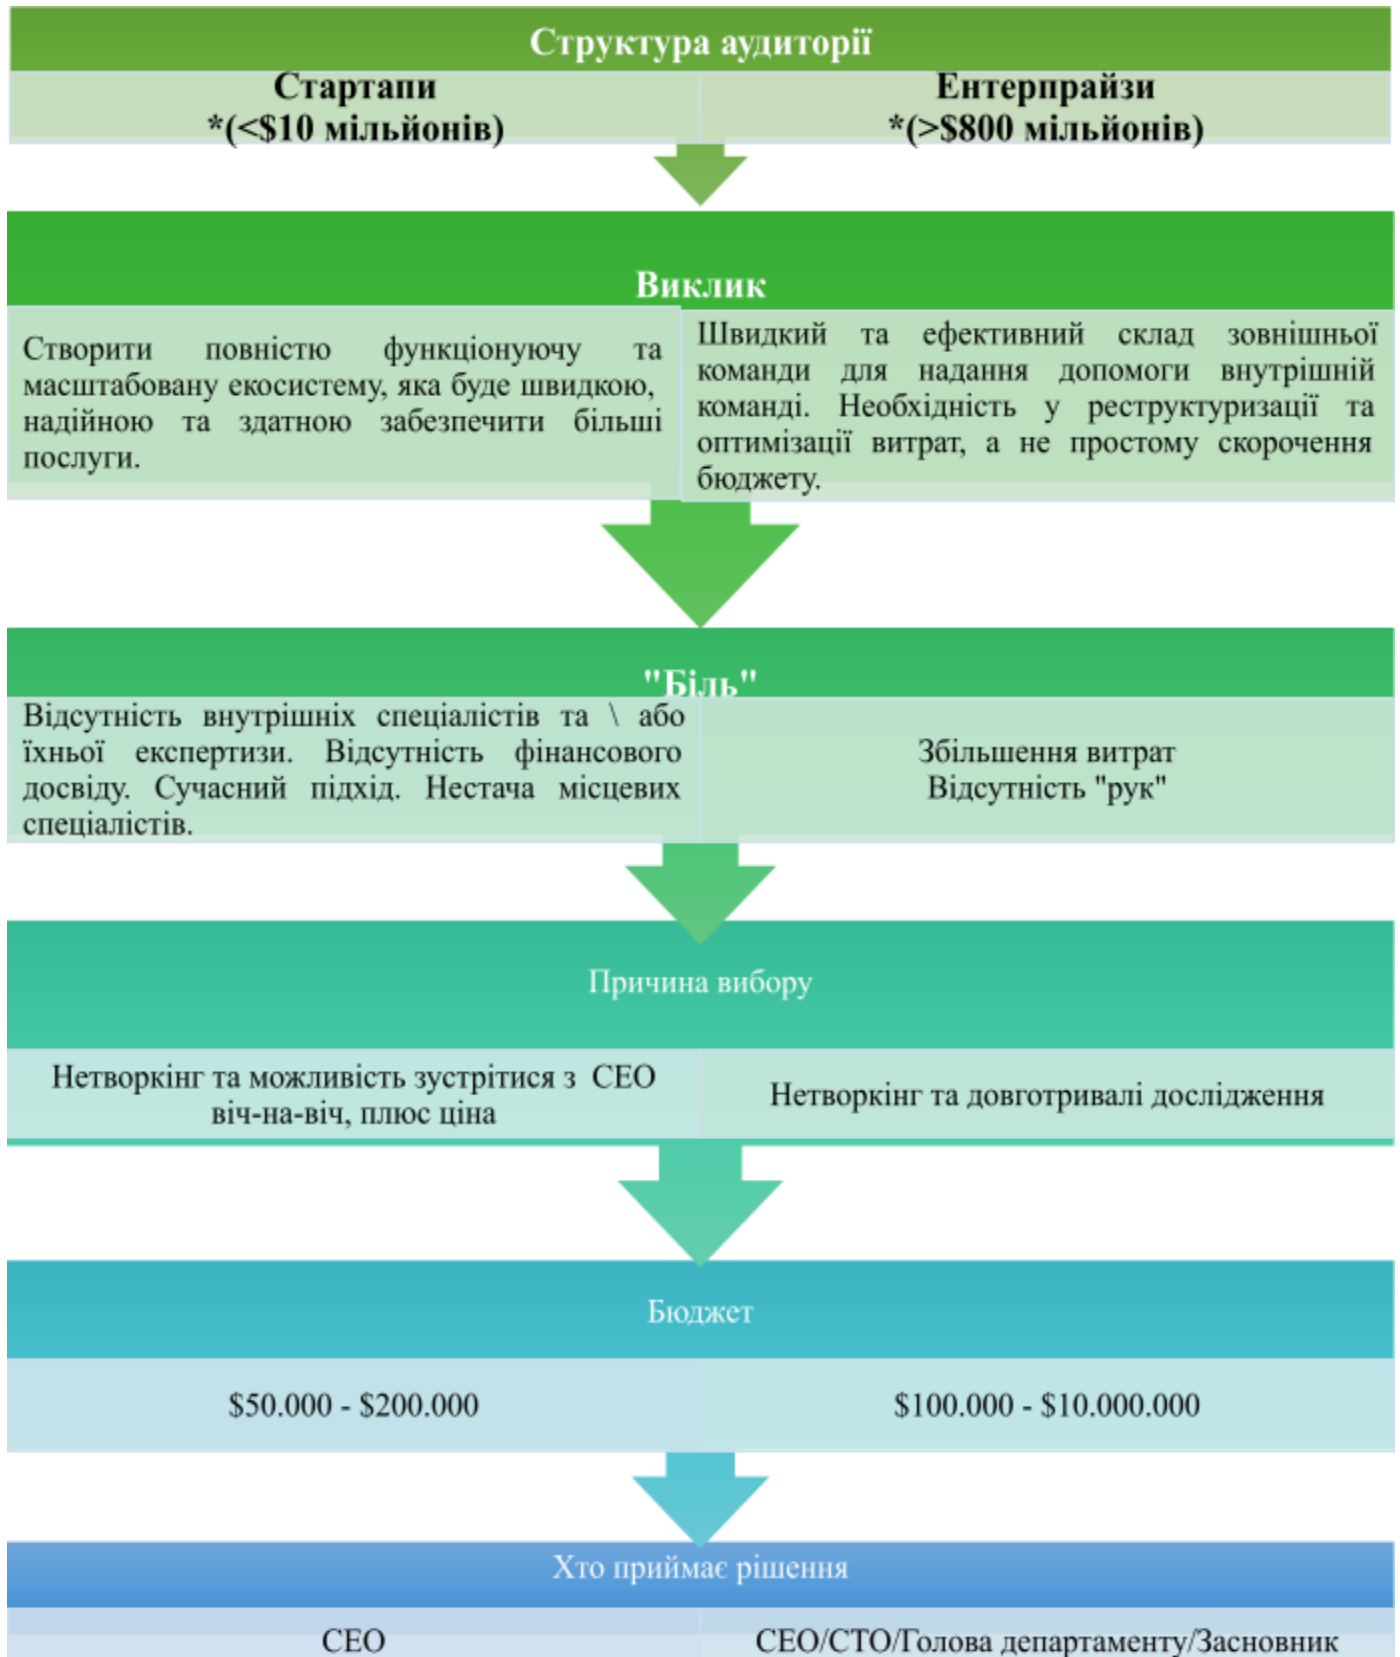 Структура аудиторії
Стартапи
*(<$10 мільйонів)
Ентерпрайзи
*(>$800 мільйонів)
Виклик
Створити повністю функціонуючу та
масштабовану екосистему, яка буде швидкою,
надійною та здатною забезпечити більші
послуги.
Швидкий та ефективний склад зовнішньої
команди для надання допомоги внутрішній
команді. Необхідність у реструктуризації та
оптимізації витрат, а не простому скорочення
бюджету.
"Біль"
Відсутність внутрішніх спеціалістів та \ або
їхньої експертизи. Відсутність фінансового
досвіду. Сучасний підхід. Нестача місцевих
спеціалістів.
Збільшення витрат
Відсутність "рук"
Причина вибору
Нетворкінг та можливість зустрітися з CEO
віч-на-віч, плюс ціна
Нетворкінг та довготривалі дослідження
Бюджет
$50.000 - $200.000
$100.000 - $10.000.000
Хто приймає рішення
CEO
CEO/CTO/Голова департаменту/Засновник